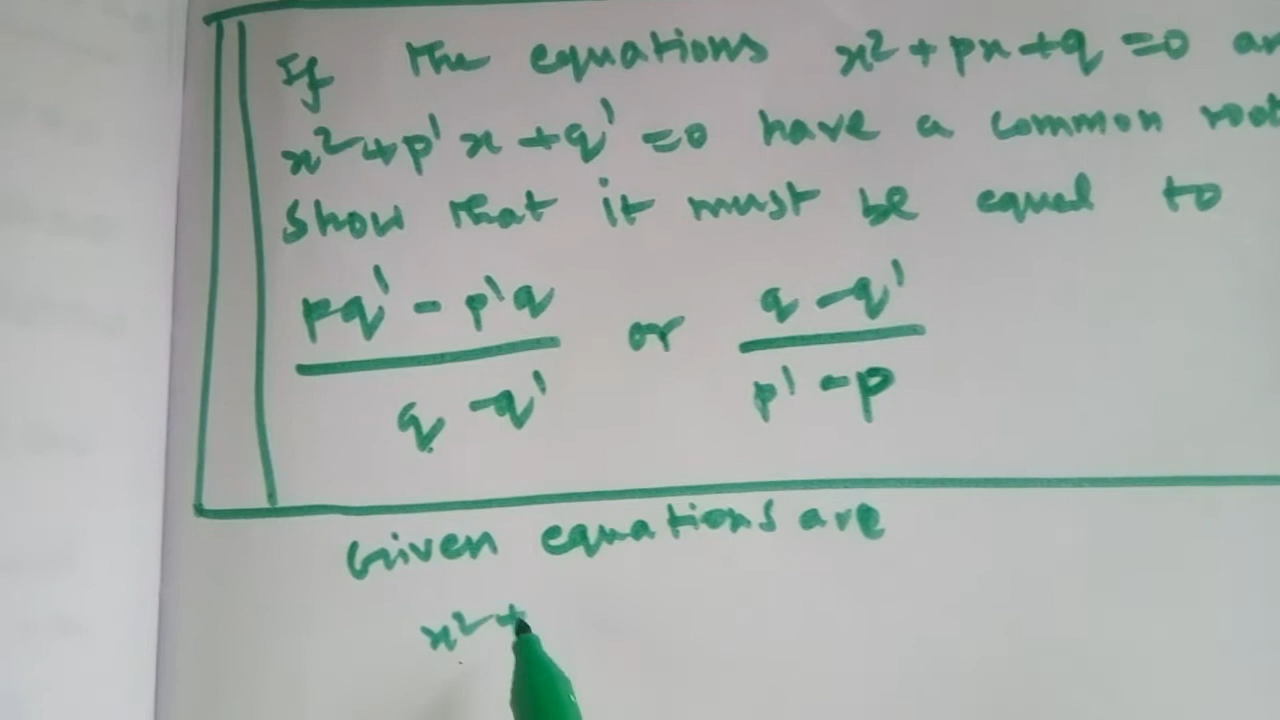 If the equations x² + px + q = 0 an
x² + p' x + q' = 0 have a common root
Show that it must be equal to
pq' - p'q / q - q' or q - q' / p' - p
Given equations are
x² +